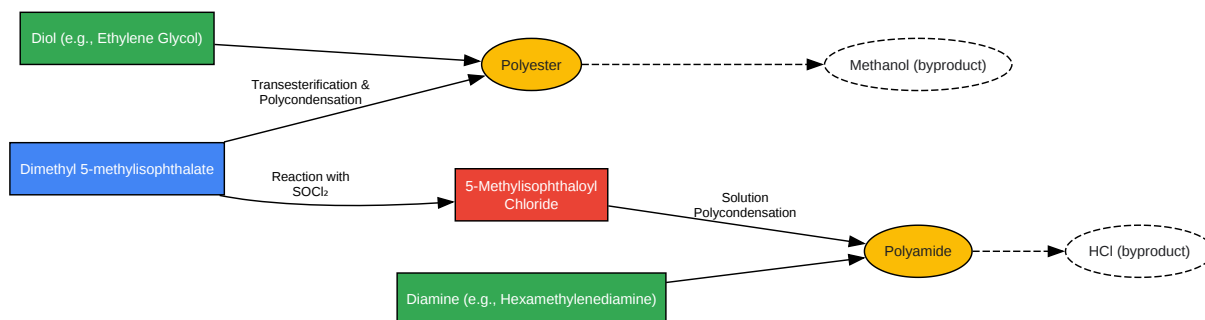 Diol (e.g., Ethylene Glycol)
Polyester
Methanol (byproduct)
Transesterification &
Polycondensation
Dimethyl 5-methylisophthalate
Reaction with
SOCl₂
5-Methylisophthaloyl
Chloride
Solution
Polycondensation
Polyamide
HCl (byproduct)
Diamine (e.g., Hexamethylenediamine)